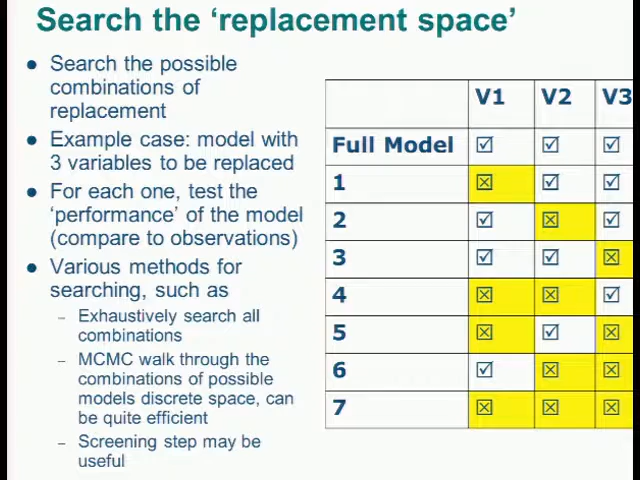 Search the ‘replacement space’
● Search the possible
combinations of
replacement
● Example case: model with
3 variables to be replaced
● For each one, test the
‘performance’ of the model
(compare to observations)
● Various methods for
searching, such as
– Exhaustively search all
combinations
– MCMC walk through the
combinations of possible
models discrete space, can
be quite efficient
– Screening step may be
useful
V1 V2 V3
Full Model ☑ ☑ ☑
1 ☒ ☑ ☑
2 ☑ ☒ ☑
3 ☑ ☑ ☒
4 ☒ ☒ ☑
5 ☒ ☑ ☒
6 ☑ ☒ ☒
7 ☒ ☒ ☒